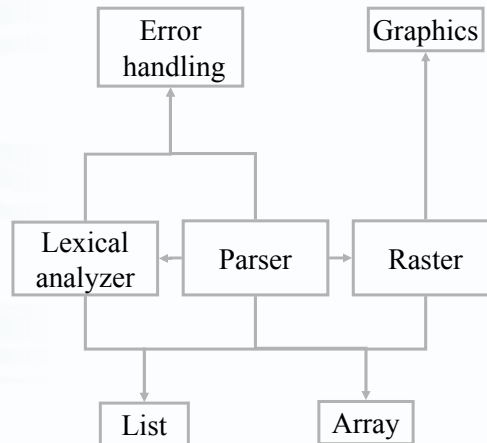 Error
handling
Graphics
Lexical
analyzer
Parser
Raster
List
Array